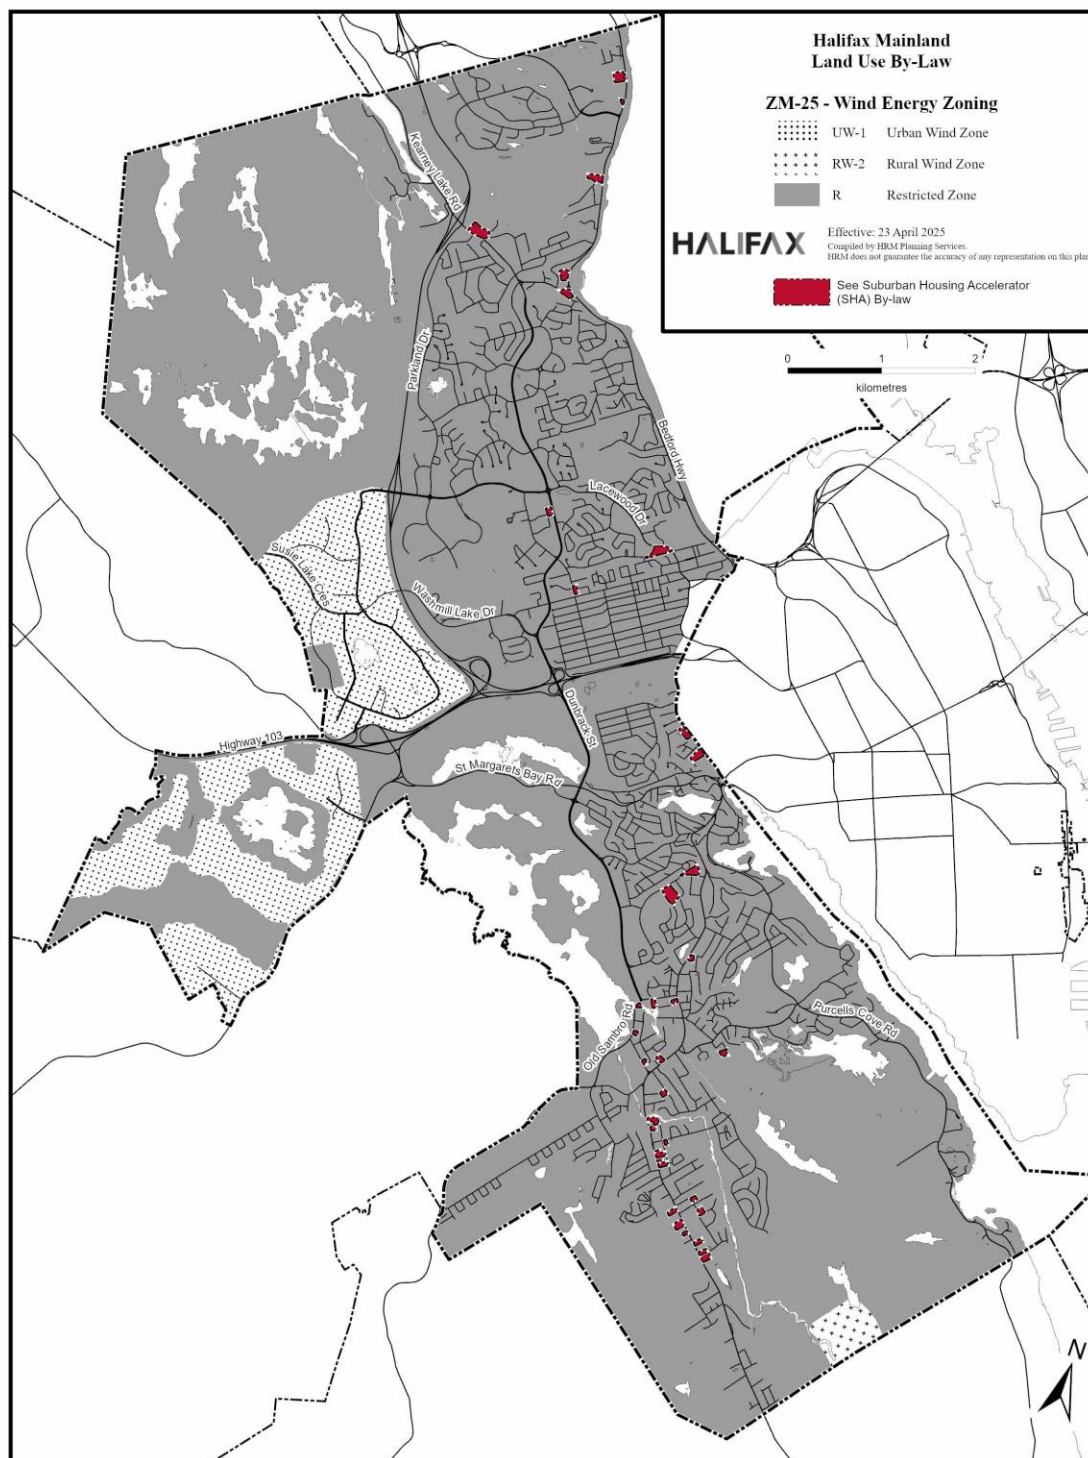 Halifax Mainland
Land Use By-Law
ZM-25 - Wind Energy Zoning
UW-1 Urban Wind Zone
RW-2 Rural Wind Zone
R Restricted Zone
HALIFAX
Effective: 23 April 2025
Compiled by HRM Planning Services.
HRM does not guarantee the accuracy of any representation on this plan
See Suburban Housing Accelerator
(SHA) By-law
0 1 2
kilometres
Kearney Lake Rd
Parkland Dr
Bedford Hwy
Lacewood Dr
Susie Lake Cres
Washmill Lake Dr
Dunbrack St
Highway 103
St Margarets Bay Rd
Old Sambro Rd
Purcells Cove Rd
N